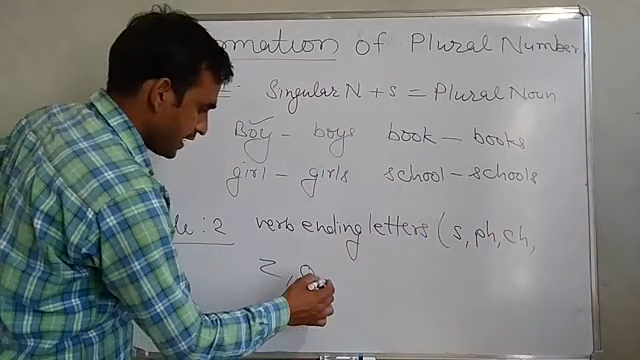 rmation of Plural Number
: Singular N + s = Plural Noun
Boy - boys book - books
girl - girls school - schools
le : 2 verb ending letters (s, ph, ch,
z,